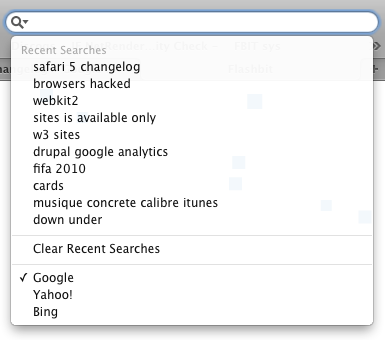 Recent Searches
safari 5 changelog
browsers hacked
webkit2
sites is available only
w3 sites
drupal google analytics
fifa 2010
cards
musique concrete calibre itunes
down under
Clear Recent Searches
✓ Google
Yahoo!
Bing